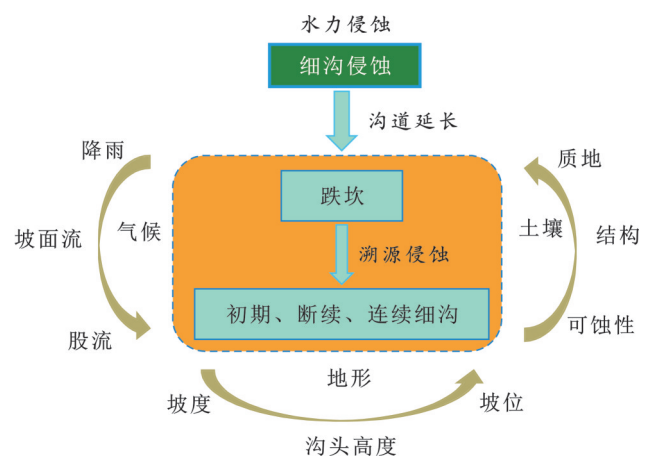 水力侵蚀
细沟侵蚀
沟道延长
降雨
质地
跌坎
坡面流
气候
土壤
结构
溯源侵蚀
初期、断续、连续细沟
股流
可蚀性
地形
坡度
坡位
沟头高度